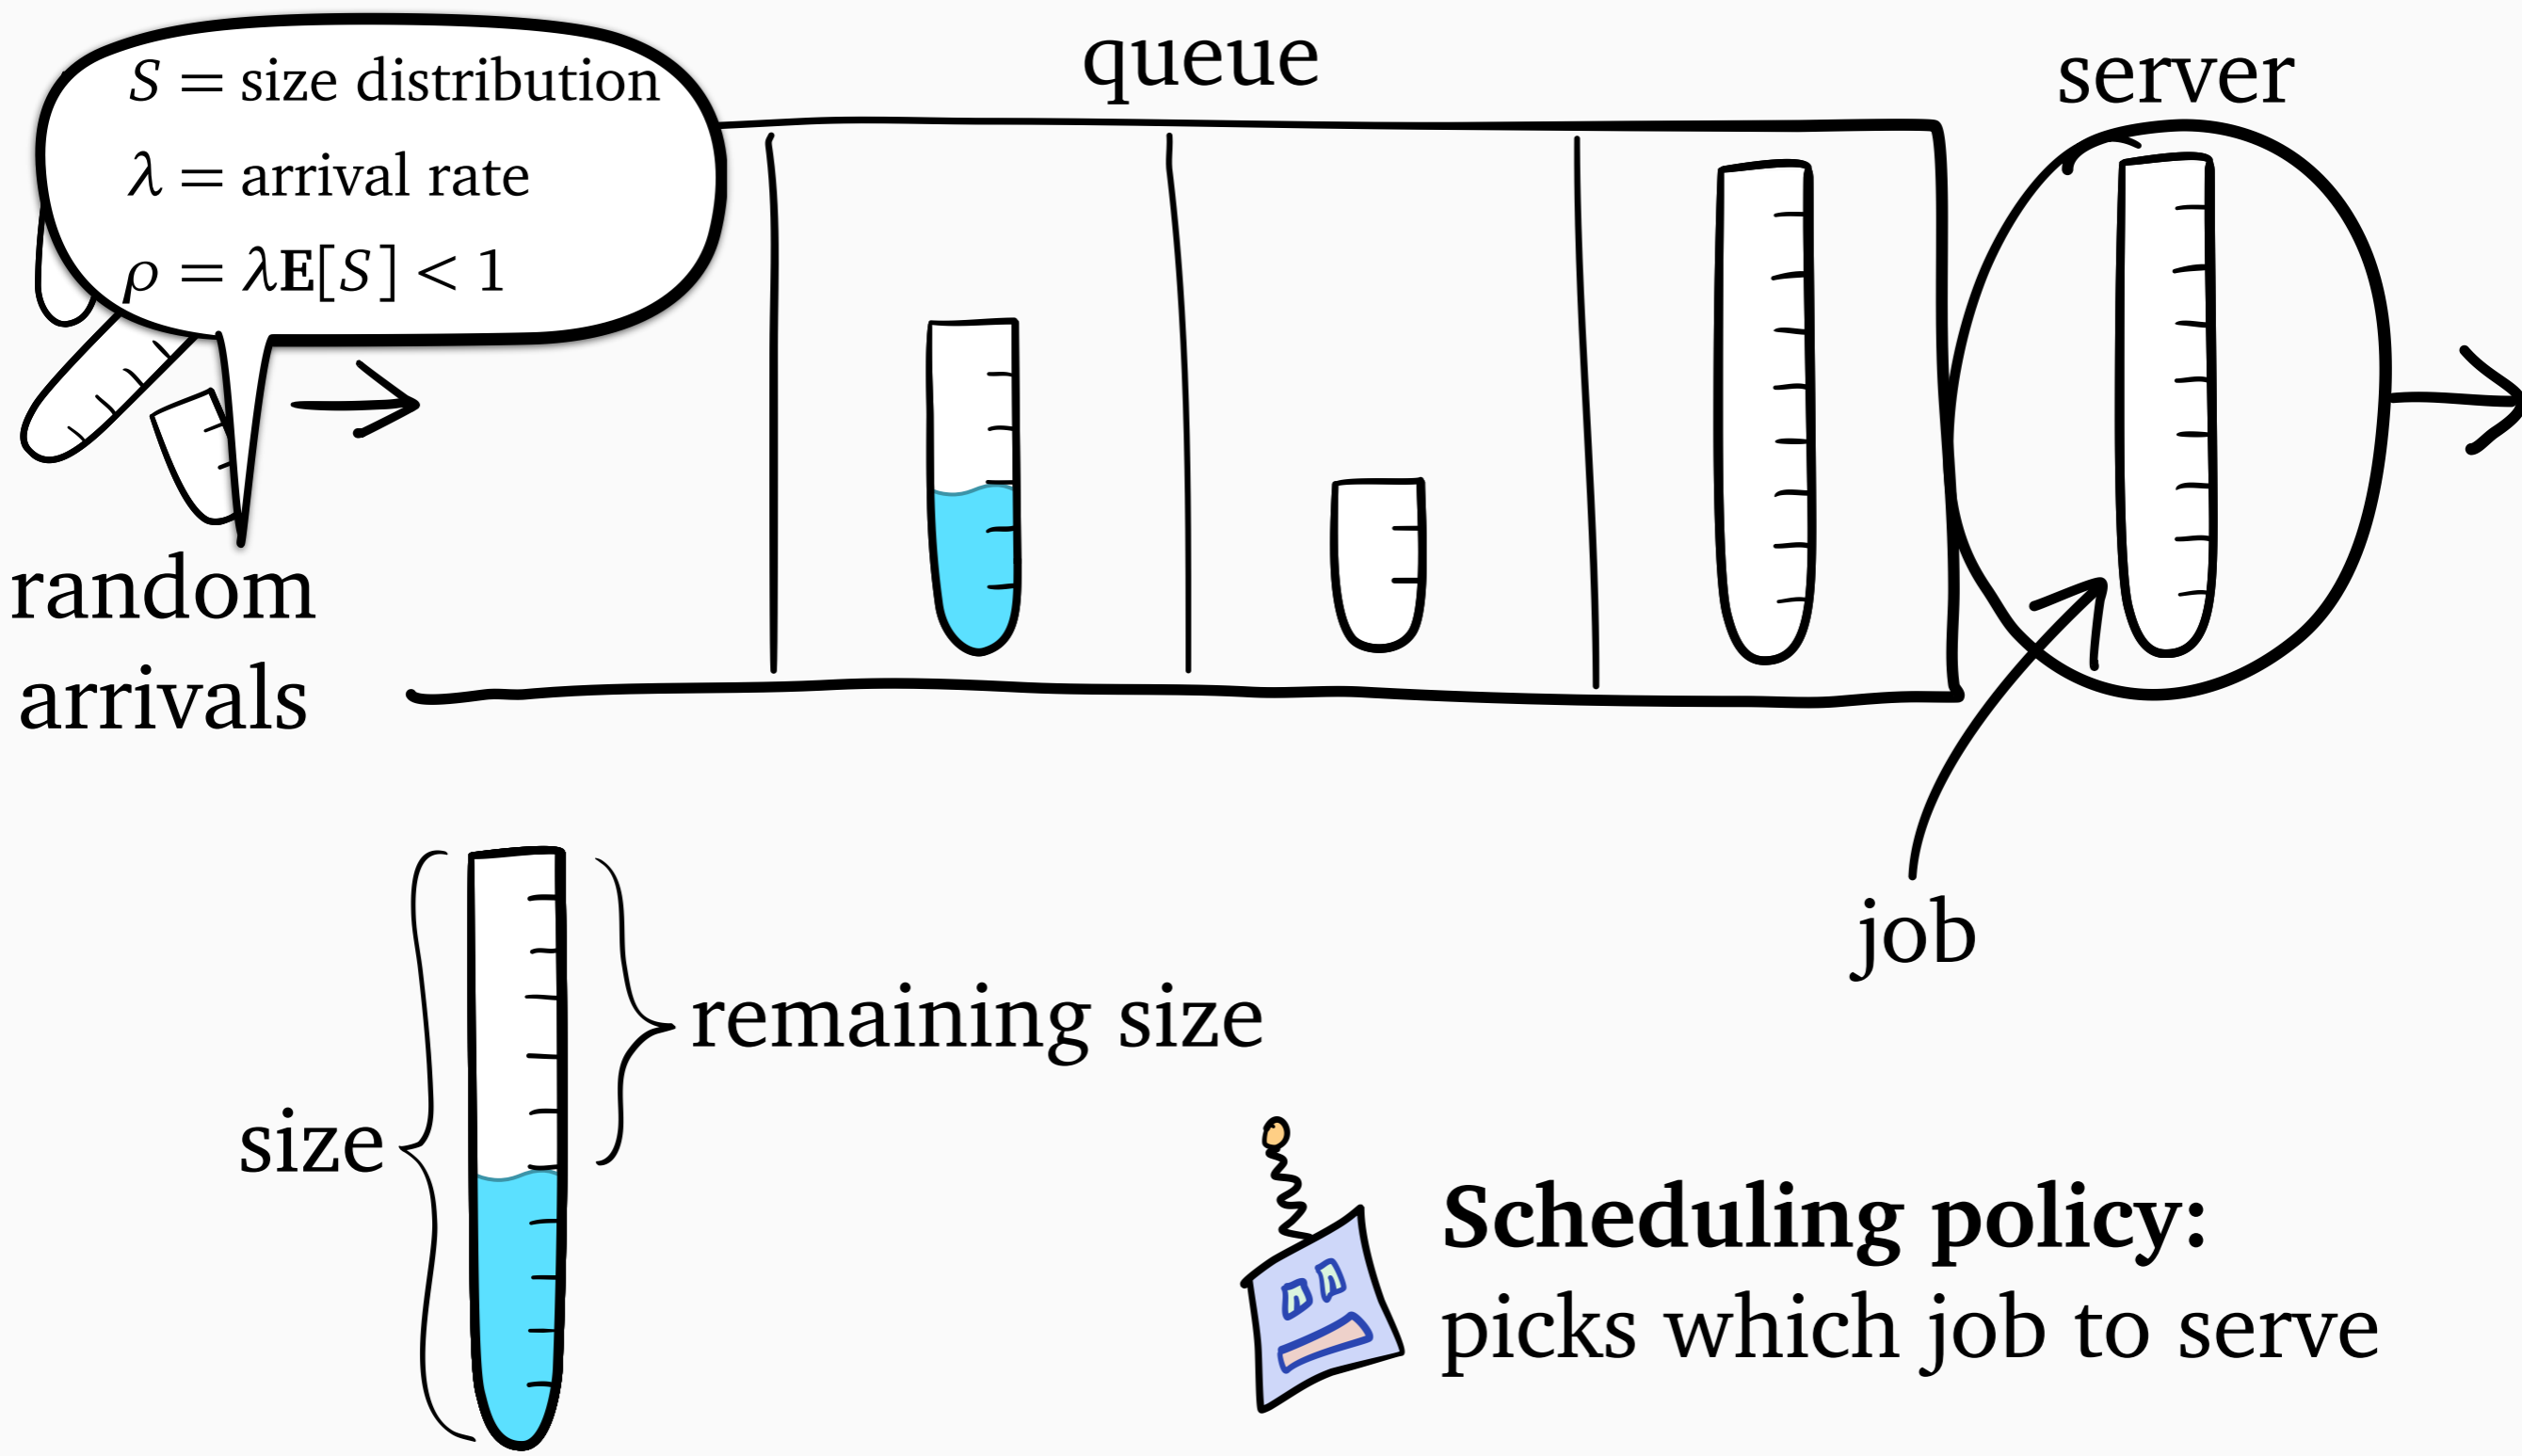 S = size distribution
λ = arrival rate
ρ = λE[S] < 1
queue
server
random
arrivals
job
remaining size
size
Scheduling policy:
picks which job to serve